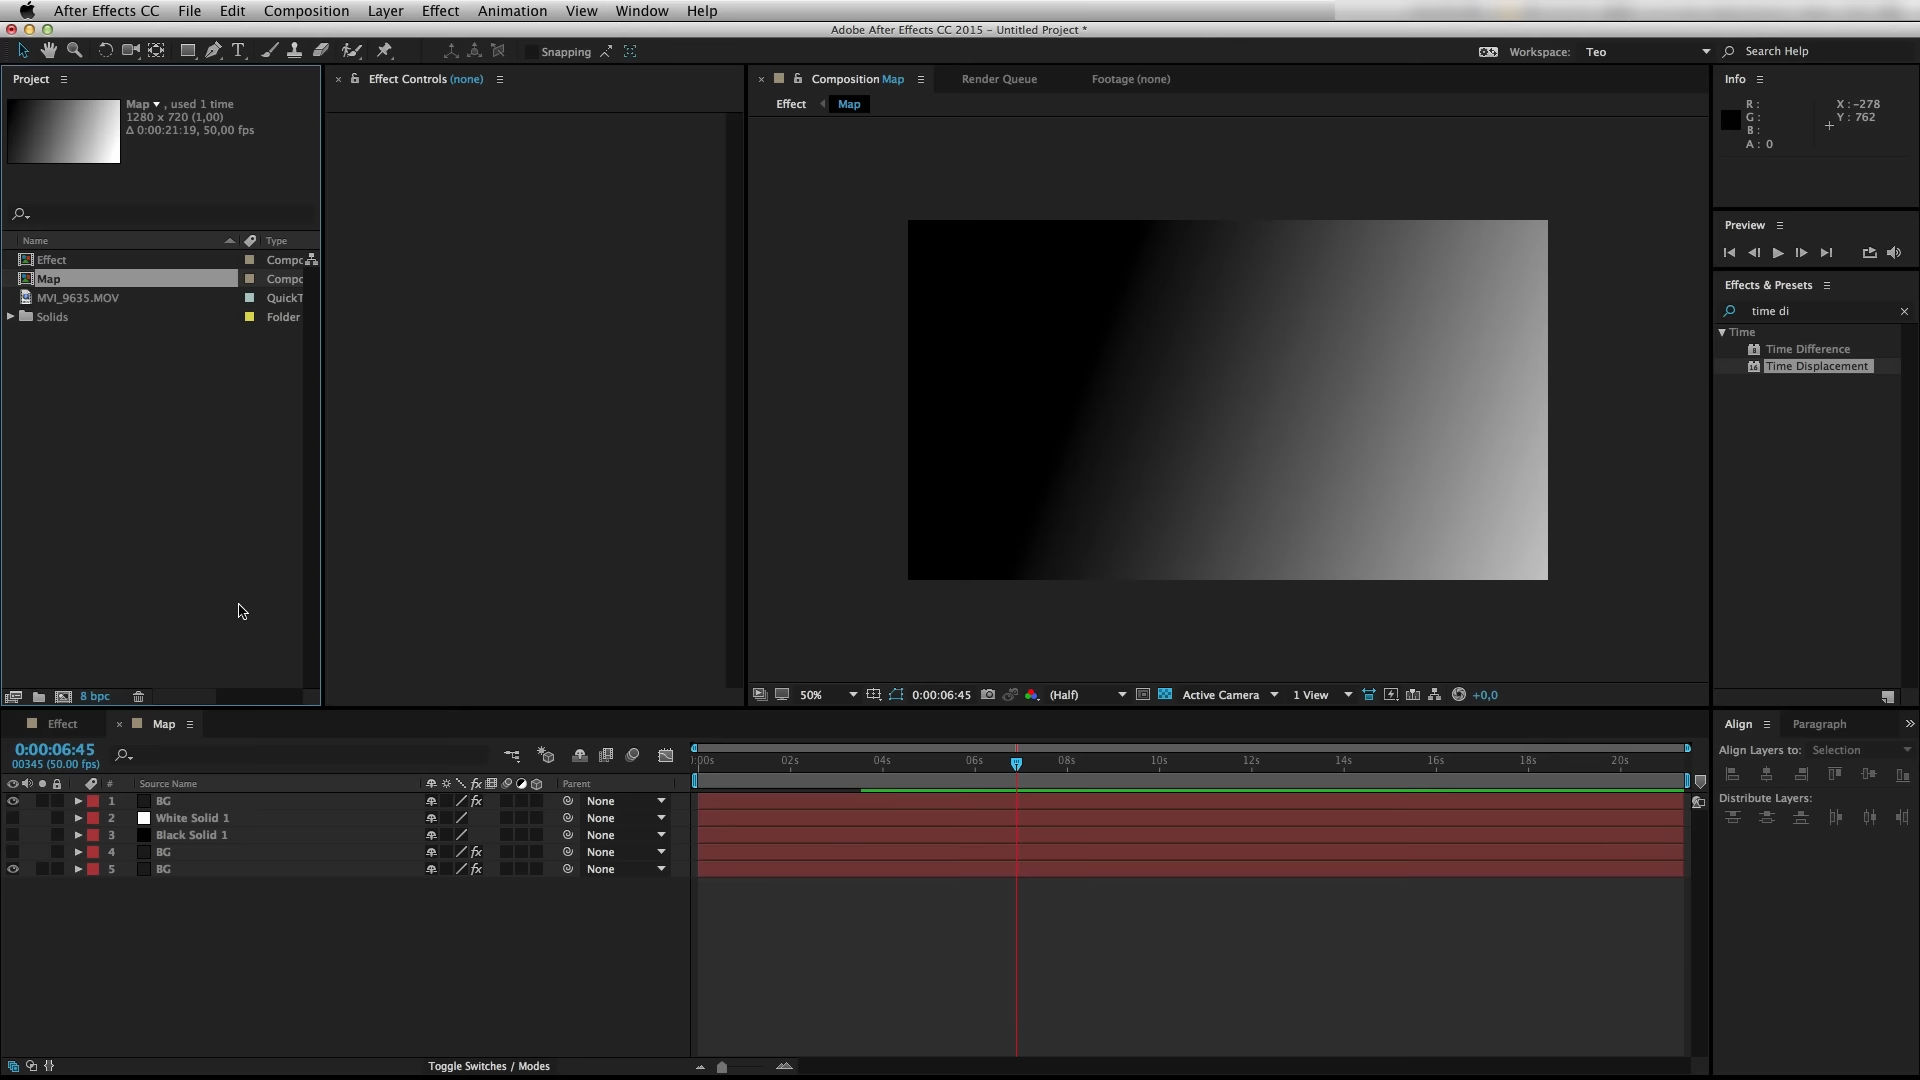 After Effects CC File Edit Composition Layer Effect Animation View Window Help
Adobe After Effects CC 2015 - Untitled Project *
Snapping
Workspace: Teo
Search Help
Project
Map , used 1 time
1280 x 720 (1,00)
Δ 0:00:21:19, 50,00 fps
Name Type
Effect Compo
Map Compo
MVI_9635.MOV QuickT
Solids Folder
8 bpc
Effect Controls (none)
Composition Map Render Queue Footage (none)
Effect Map
50% 0:00:06:45 (Half) Active Camera 1 View +0,0
Info
R : X : -278
G : Y : 762
B :
A : 0
Preview
Effects & Presets
time di
Time
Time Difference
Time Displacement
Effect Map
0:00:06:45
00345 (50.00 fps)
# Source Name Parent
1 BG None
2 White Solid 1 None
3 Black Solid 1 None
4 BG None
5 BG None
):00s 02s 04s 06s 08s 10s 12s 14s 16s 18s 20s
Toggle Switches / Modes
Align Paragraph
Align Layers to: Selection
Distribute Layers: